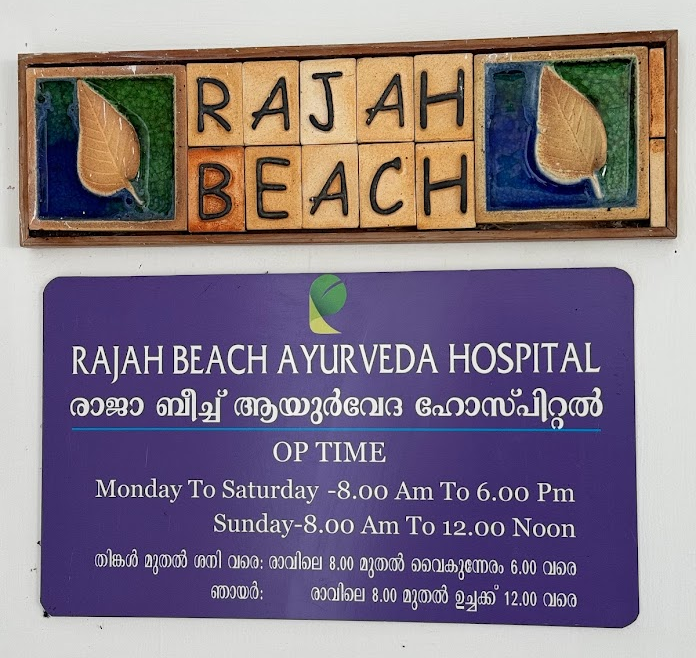 RAJAH
BEACH
RAJAH BEACH AYURVEDA HOSPITAL
രാജാ ബീച്ച് ആയുർവേദ ഹോസ്പിറ്റൽ
OP TIME
Monday To Saturday -8.00 Am To 6.00 Pm
Sunday-8.00 Am To 12.00 Noon
തിങ്കൾ മുതൽ ശനി വരെ: രാവിലെ 8.00 മുതൽ വൈകുന്നേരം 6.00 വരെ
ഞായർ: രാവിലെ 8.00 മുതൽ ഉച്ചക്ക് 12.00 വരെ